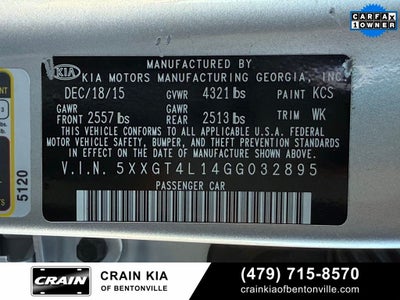 CARFAX
1
OWNER
KIA
MANUFACTURED BY
KIA MOTORS MANUFACTURING GEORGIA, INC.
DEC/18/15 GVWR 4321 lbs PAINT KCS
GAWR GAWR
FRONT 2557 lbs REAR 2513 lbs TRIM WK
THIS VEHICLE CONFORMS TO ALL APPLICABLE U.S.A. FEDERAL
MOTOR VEHICLE SAFETY, BUMPER, AND THEFT PREVENTION
STANDARDS IN EFFECT ON THE DATE OF MANUFACTURE SHOWN ABOVE.
V.I.N. 5XXGT4L14GG032895
PASSENGER CAR
5120
3
CRAIN
CRAIN KIA
OF BENTONVILLE
(479) 715-8570
crainkiaofbentonville.com